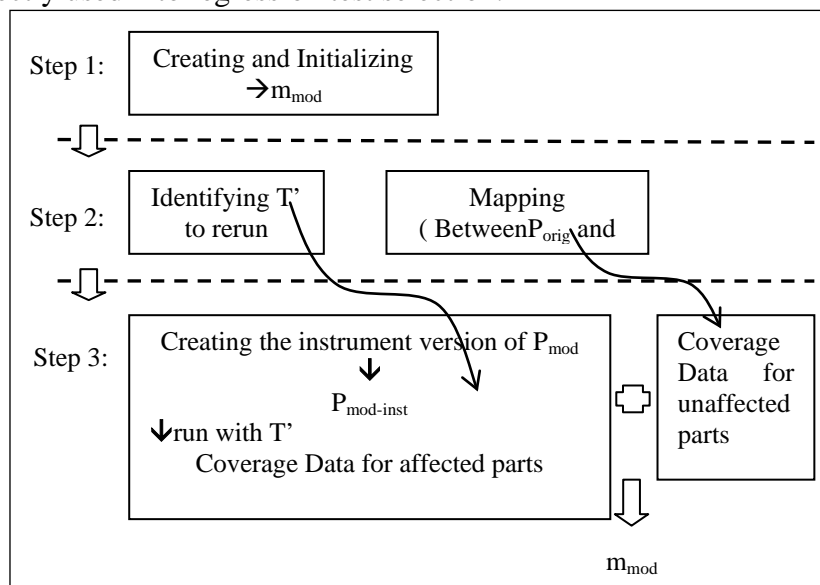 Step 1:
Creating and Initializing
→m_mod
Step 2:
Identifying T’
to rerun
Mapping
( BetweenP_orig and
Step 3:
Creating the instrument version of P_mod
P_mod-inst
run with T’
Coverage Data for affected parts
Coverage
Data for
unaffected
parts
m_mod